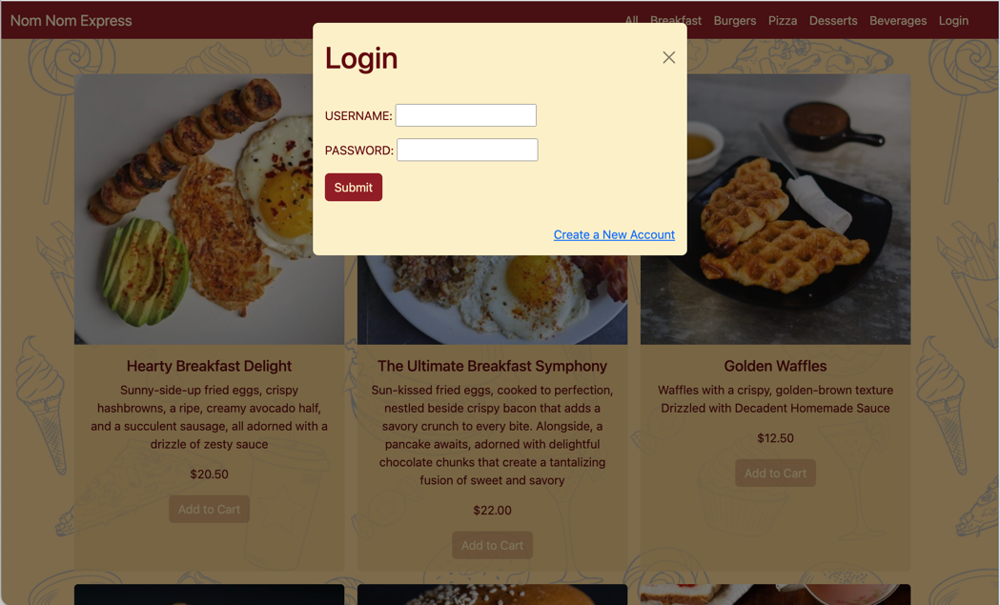 Nom Nom Express
All Breakfast Burgers Pizza Desserts Beverages Login
Login
USERNAME:
PASSWORD:
Submit
Create a New Account
Hearty Breakfast Delight
Sunny-side-up fried eggs, crispy
hashbrowns, a ripe, creamy avocado half,
and a succulent sausage, all adorned with a
drizzle of zesty sauce
$20.50
Add to Cart
The Ultimate Breakfast Symphony
Sun-kissed fried eggs, cooked to perfection,
nestled beside crispy bacon that adds a
savory crunch to every bite. Alongside, a
pancake awaits, adorned with delightful
chocolate chunks that create a tantalizing
fusion of sweet and savory
$22.00
Add to Cart
Golden Waffles
Waffles with a crispy, golden-brown texture
Drizzled with Decadent Homemade Sauce
$12.50
Add to Cart